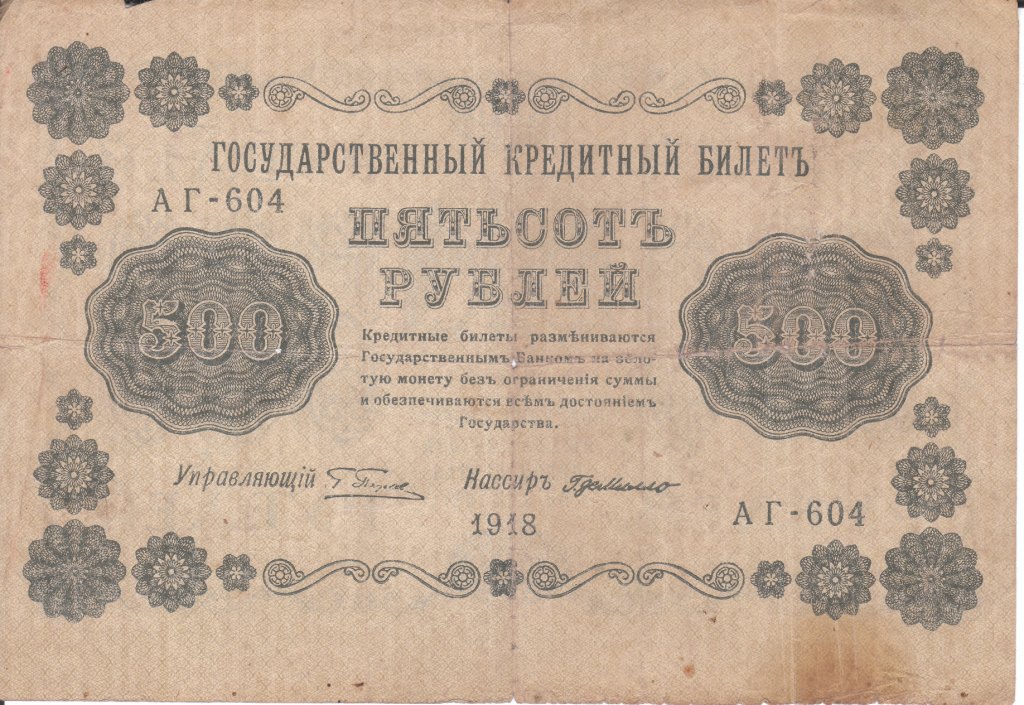 ГОСУДАРСТВЕННЫЙ КРЕДИТНЫЙ БИЛЕТЪ
АГ-604
ПЯТЬСОТЪ
РУБЛЕЙ
500
500
Кредитные билеты размѣниваются
Государственнымъ Банкомъ на золо-
тую монету безъ ограниченія суммы
и обезпечиваются всѣмъ достояніемъ
Государства.
Управляющій
Кассиръ
1918
АГ-604